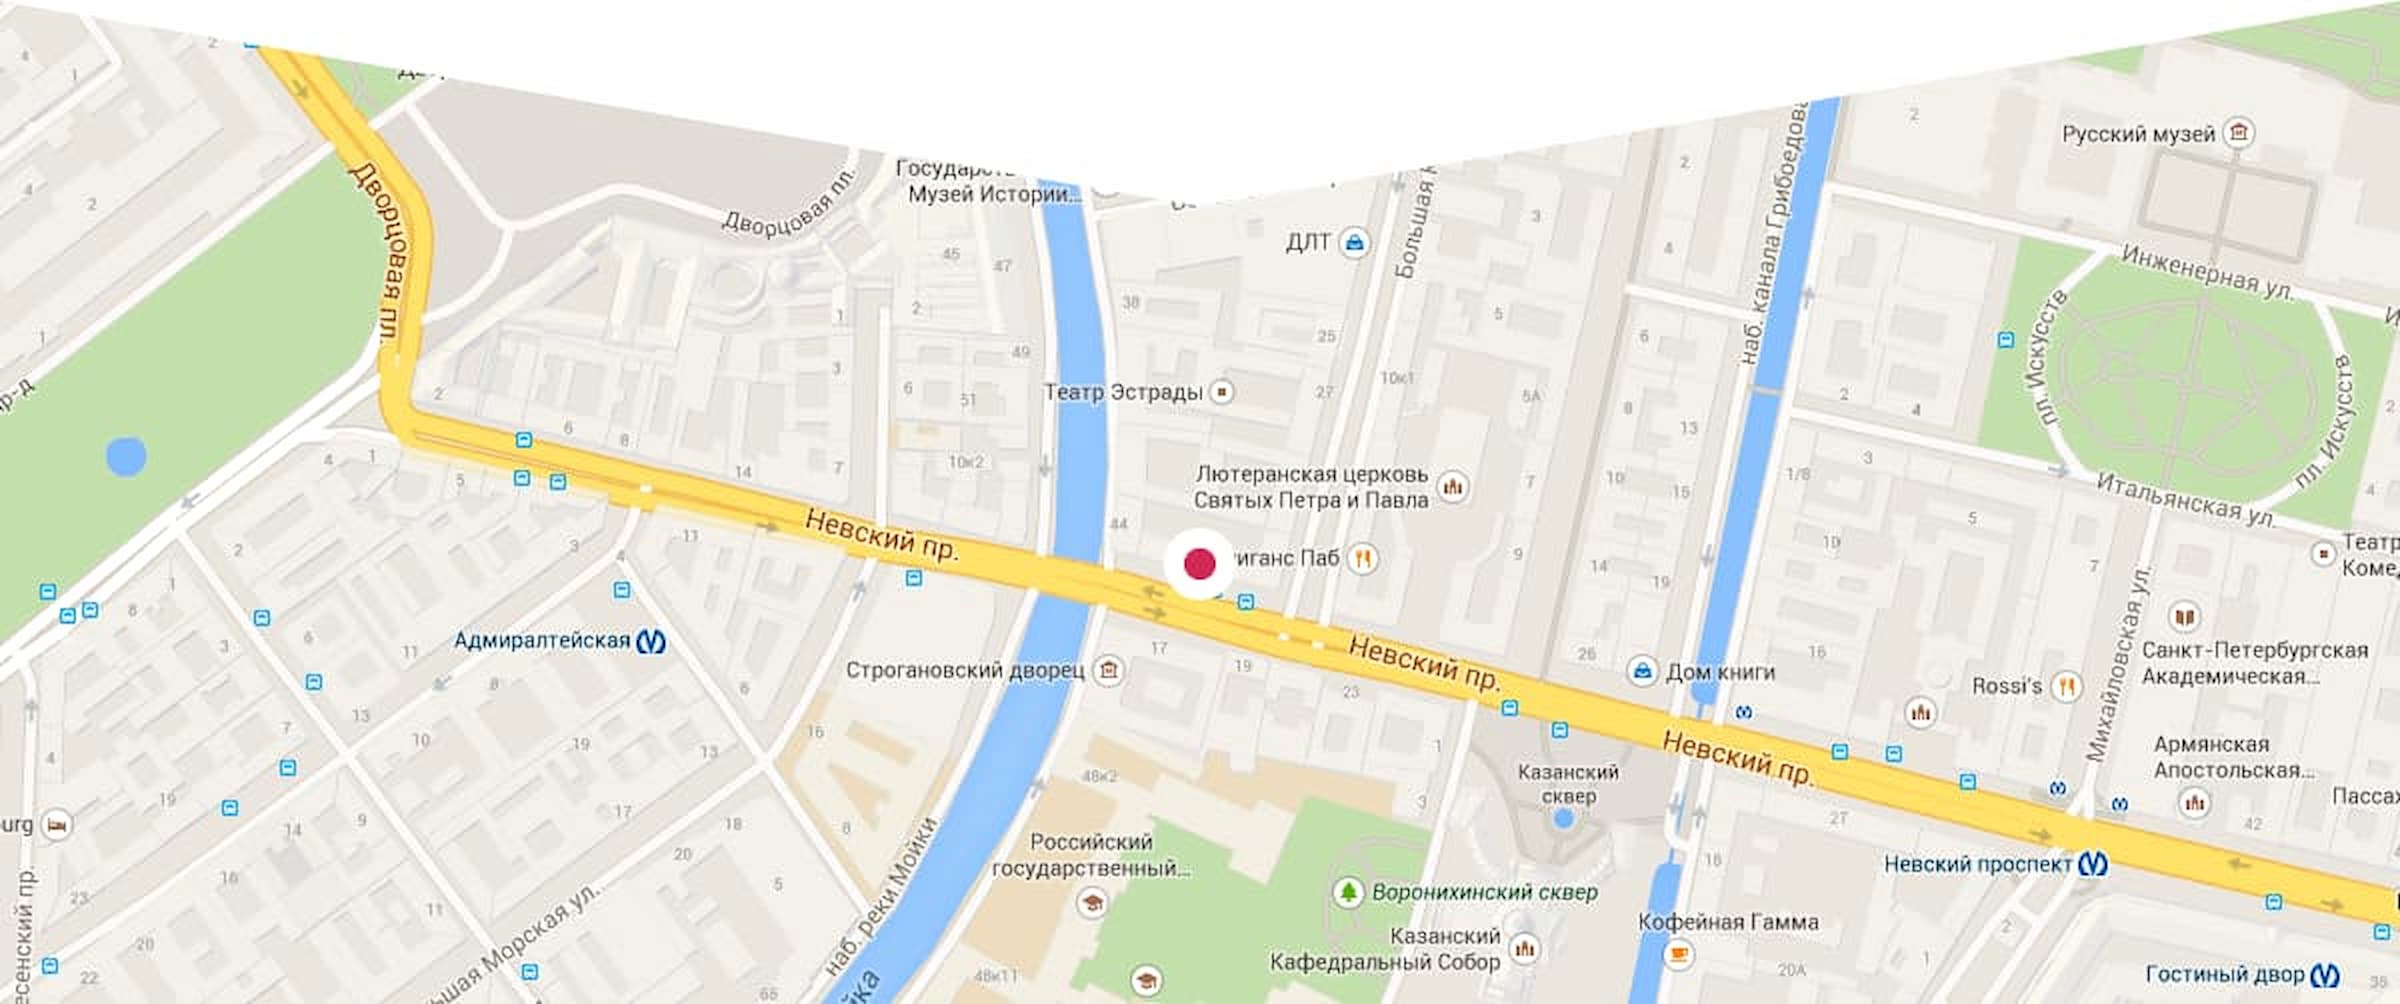 Русский музей
Дворцовая пл.
Дворцовая пл.
Музей Истории...
ДЛТ
Большая
наб. канала Грибоедова
Инженерная ул.
пл. Искусств
пл. Искусств
Итальянская ул.
Театр Эстрады
Лютеранская церковь
Святых Петра и Павла
иганс Паб
Невский пр.
Невский пр.
Невский пр.
Адмиралтейская
Строгановский дворец
Дом книги
Rossi's
Михайловская ул.
Санкт-Петербургская
Академическая...
Армянская
Апостольская...
Театр
Казанский
сквер
Российский
государственный...
Воронихинский сквер
Казанский
Кафедральный Собор
Кофейная Гамма
Невский проспект
Гостиный двор
наб. реки Мойки
Морская ул.